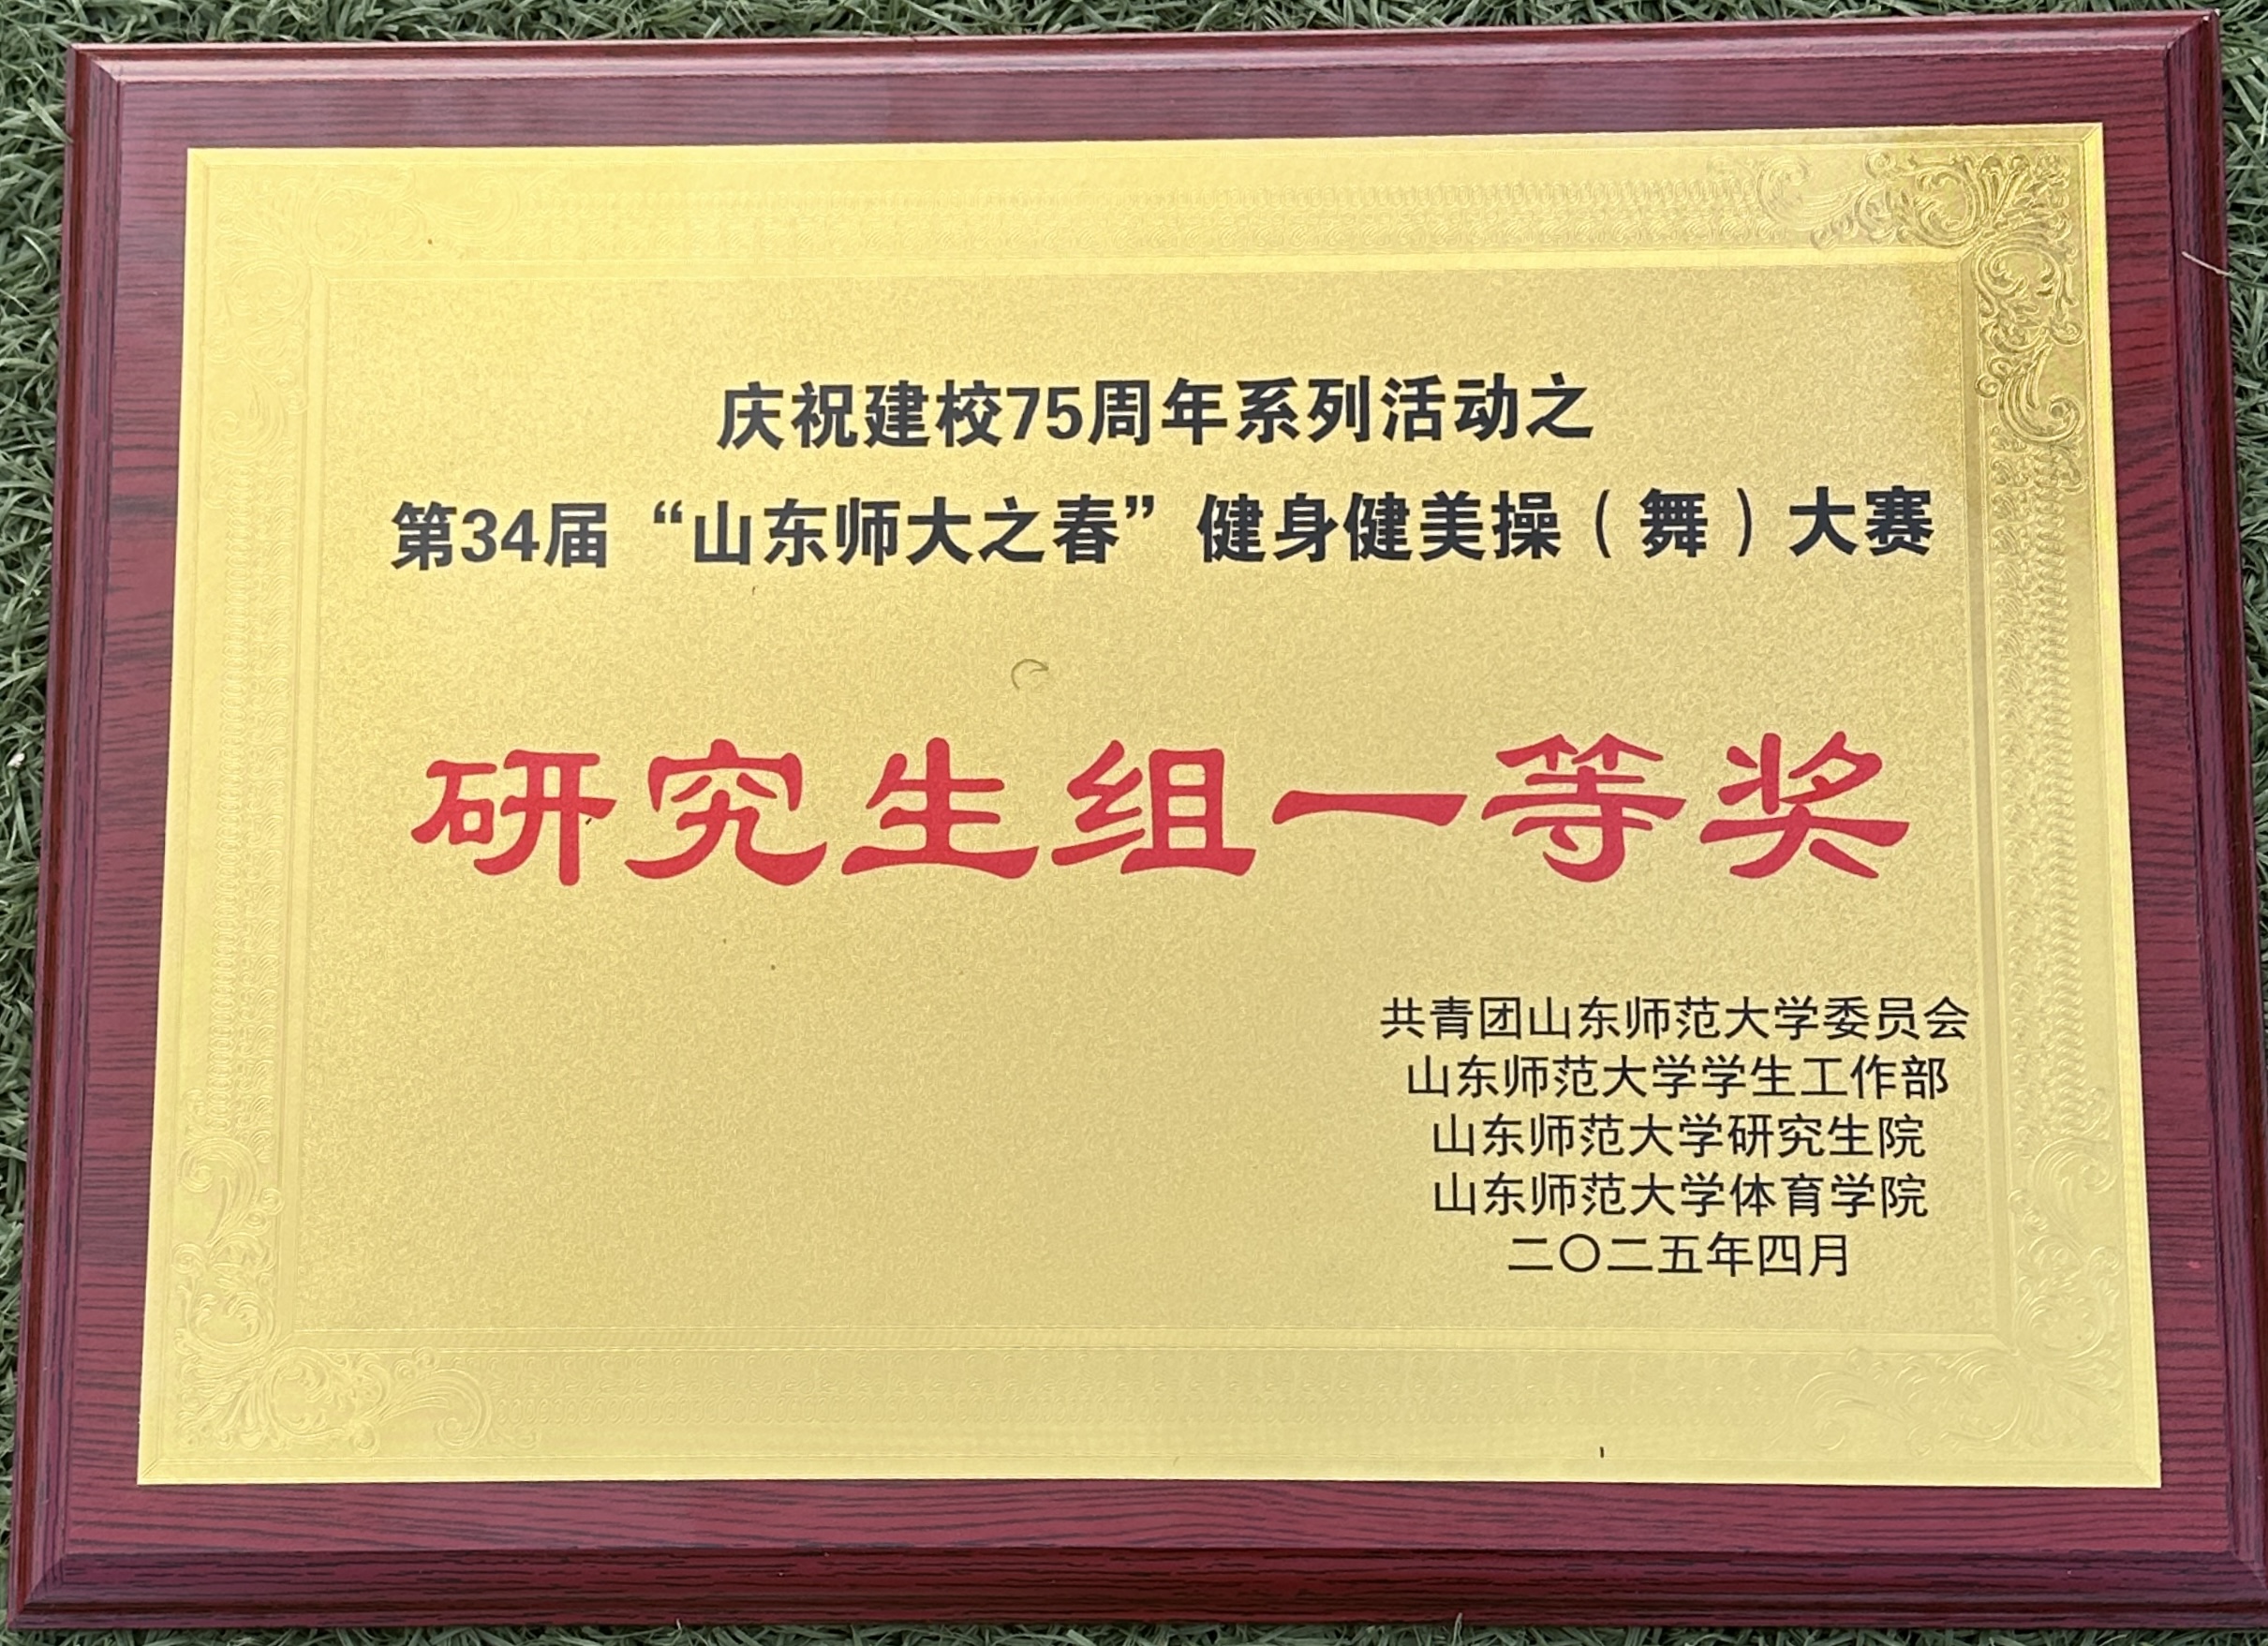 庆祝建校75周年系列活动之
第34届“山东师大之春”健身健美操（舞）大赛
研究生组一等奖
共青团山东师范大学委员会
山东师范大学学生工作部
山东师范大学研究生院
山东师范大学体育学院
二〇二五年四月